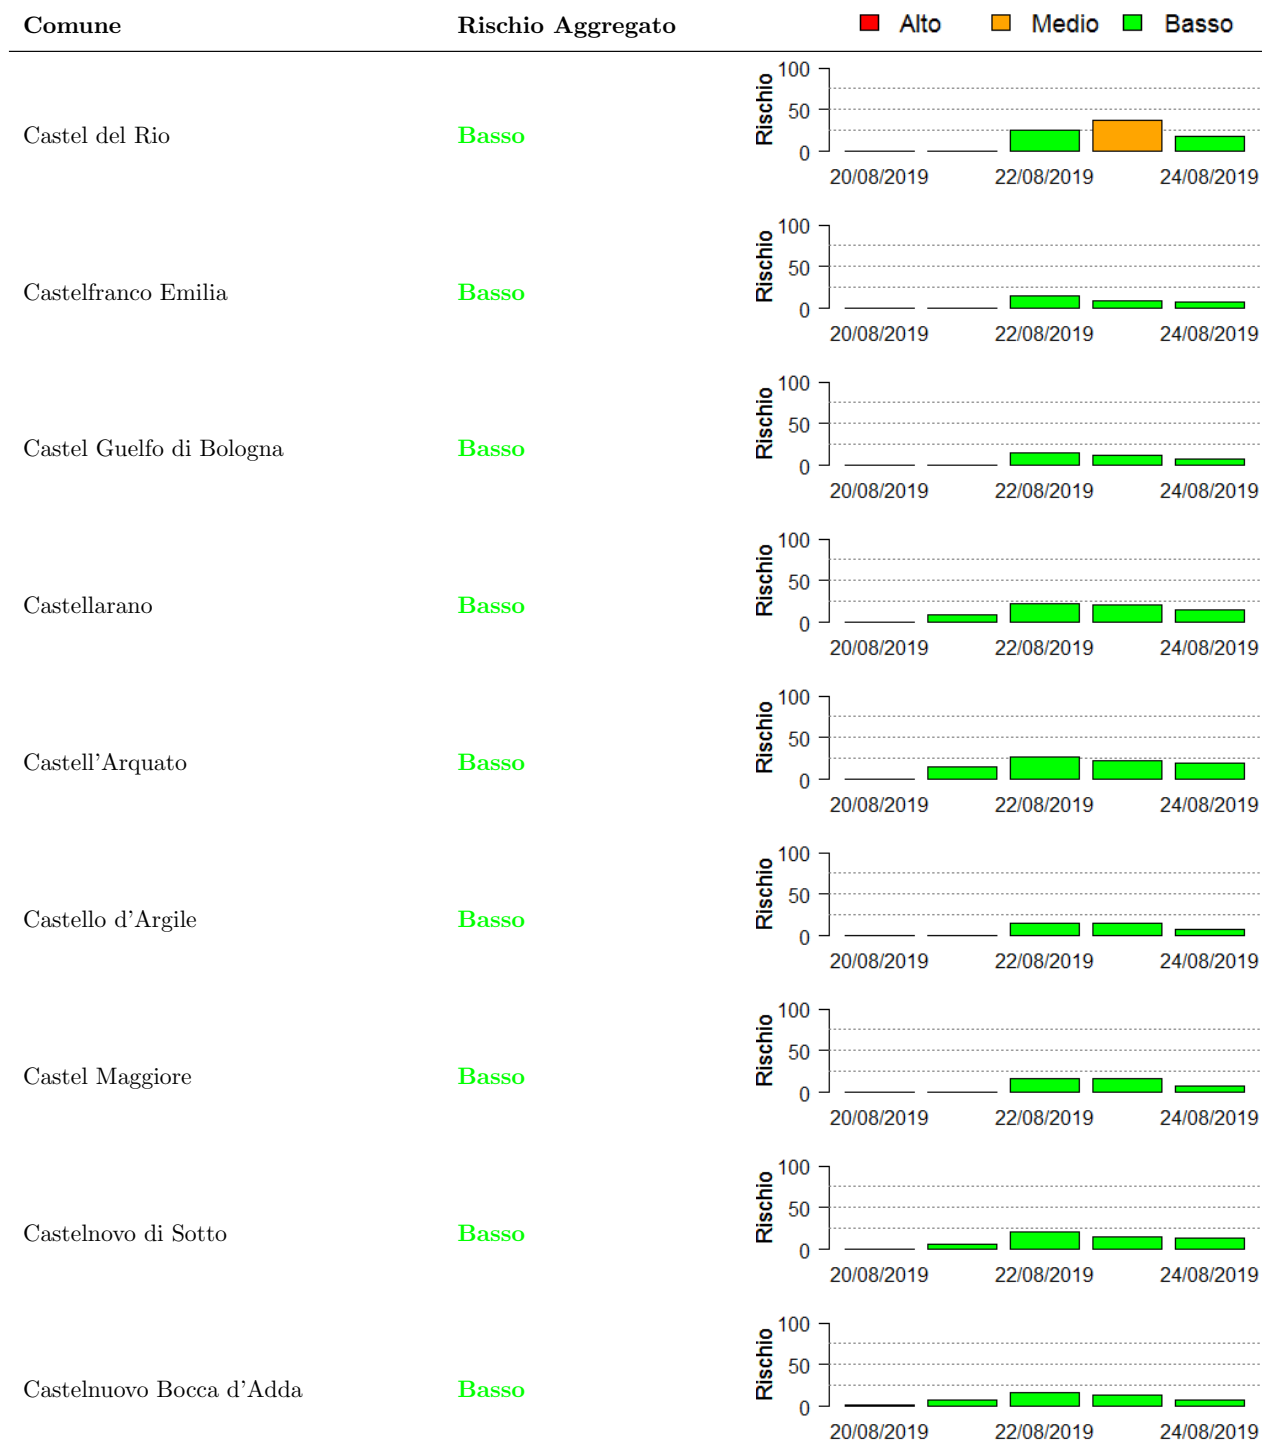 Comune Rischio Aggregato Alto Medio Basso
100
50
0
Rischio
Castel del Rio Basso
20/08/2019 22/08/2019 24/08/2019
100
50
0
Rischio
Castelfranco Emilia Basso
20/08/2019 22/08/2019 24/08/2019
100
50
0
Rischio
Castel Guelfo di Bologna Basso
20/08/2019 22/08/2019 24/08/2019
100
50
0
Rischio
Castellarano Basso
20/08/2019 22/08/2019 24/08/2019
100
50
0
Rischio
Castell'Arquato Basso
20/08/2019 22/08/2019 24/08/2019
100
50
0
Rischio
Castello d'Argile Basso
20/08/2019 22/08/2019 24/08/2019
100
50
0
Rischio
Castel Maggiore Basso
20/08/2019 22/08/2019 24/08/2019
100
50
0
Rischio
Castelnovo di Sotto Basso
20/08/2019 22/08/2019 24/08/2019
100
50
0
Rischio
Castelnuovo Bocca d'Adda Basso
20/08/2019 22/08/2019 24/08/2019